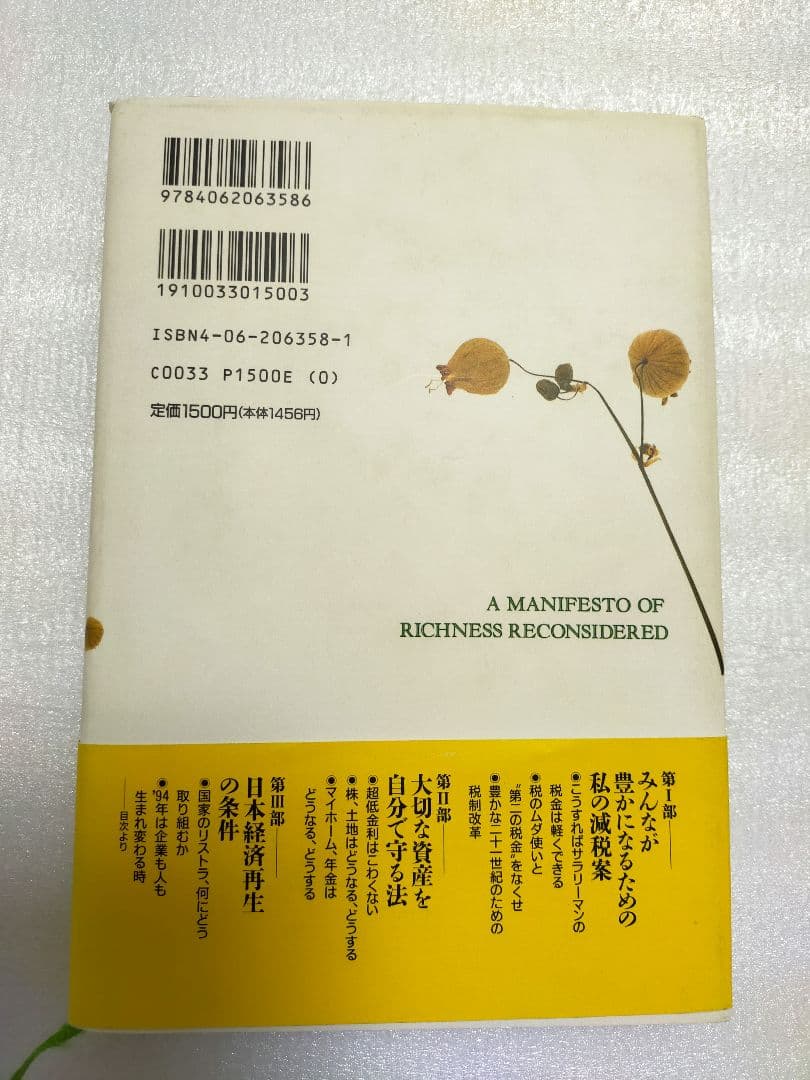 9784062063586
1910033015003
ISBN4-06-206358-1
C0033 P1500E (0)
定価1500円(本体1456円)
A MANIFESTO OF
RICHNESS RECONSIDERED
第Ⅰ部――
みんなが
豊かになるための
私の減税案
●こうすればサラリーマンの
税金は軽くできる
●税のムダ使いと
“第二の税金”をなくせ
●豊かな二十一世紀のための
税制改革
第Ⅱ部――
大切な資産を
自分で守る法
●超低金利はこわくない
●株、土地はどうなる、どうする
●マイホーム、年金は
どうなる、どうする
第Ⅲ部――
日本経済再生
の条件
●国家のリストラ、何にどう
取り組むか
●’94年は企業も人も
生まれ変わる時
――目次より